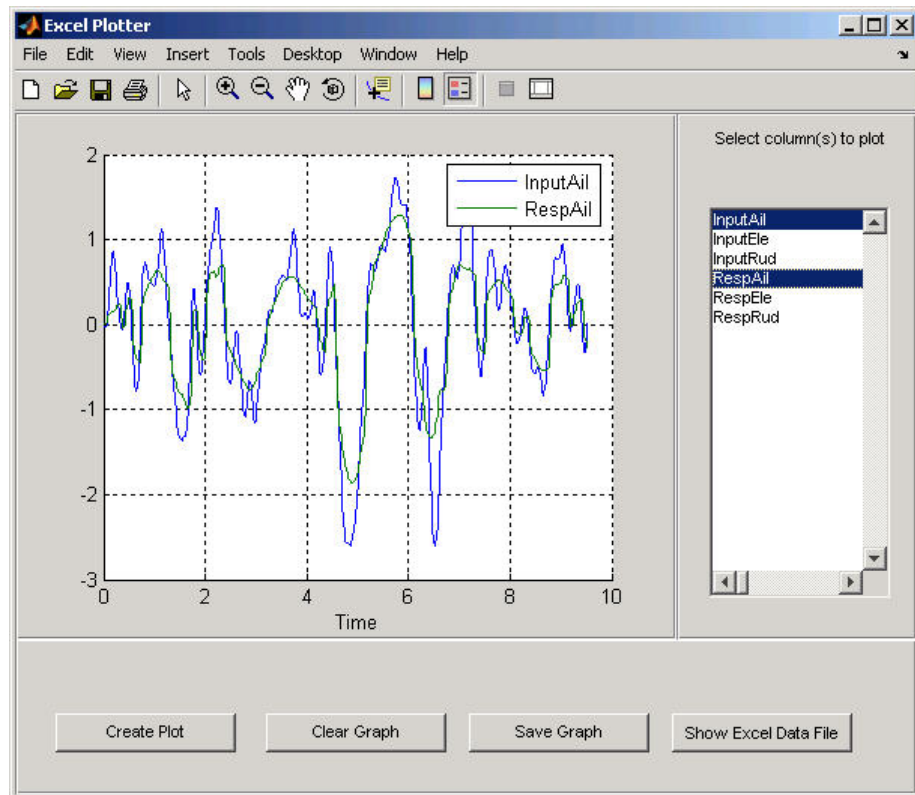 Excel Plotter
File Edit View Insert Tools Desktop Window Help
Select column(s) to plot
2
1
0
-1
-2
-3
0 2 4 6 8 10
Time
InputAil
RespAil
InputAil
InputEle
InputRud
RespAil
RespEle
RespRud
Create Plot
Clear Graph
Save Graph
Show Excel Data File